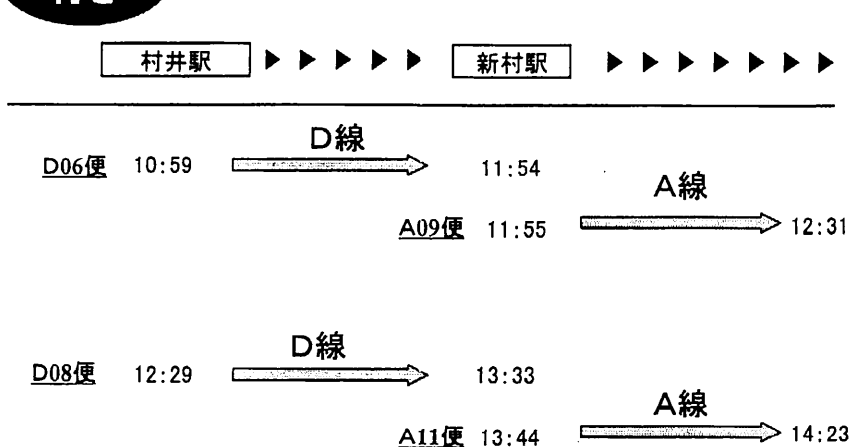 村井駅 ▶ ▶ ▶ ▶ ▶ 新村駅 ▶ ▶ ▶ ▶ ▶ ▶ ▶
D線
D06便 10:59 11:54
A線
A09便 11:55 12:31
D線
D08便 12:29 13:33
A線
A11便 13:44 14:23